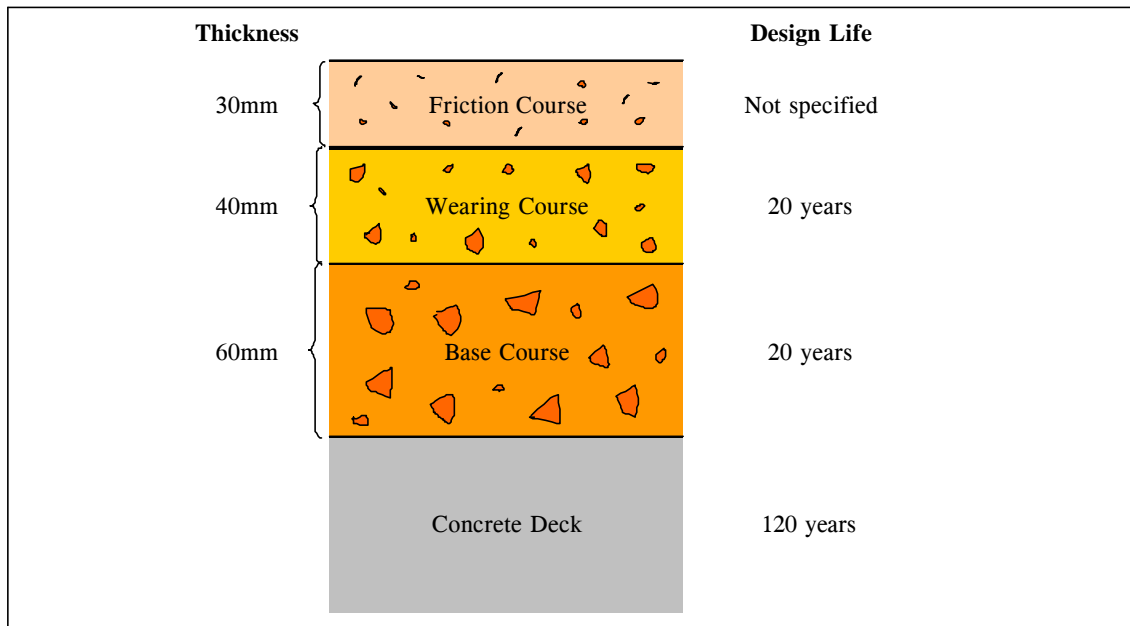 Thickness Design Life
30mm Friction Course Not specified
40mm Wearing Course 20 years
60mm Base Course 20 years
Concrete Deck 120 years